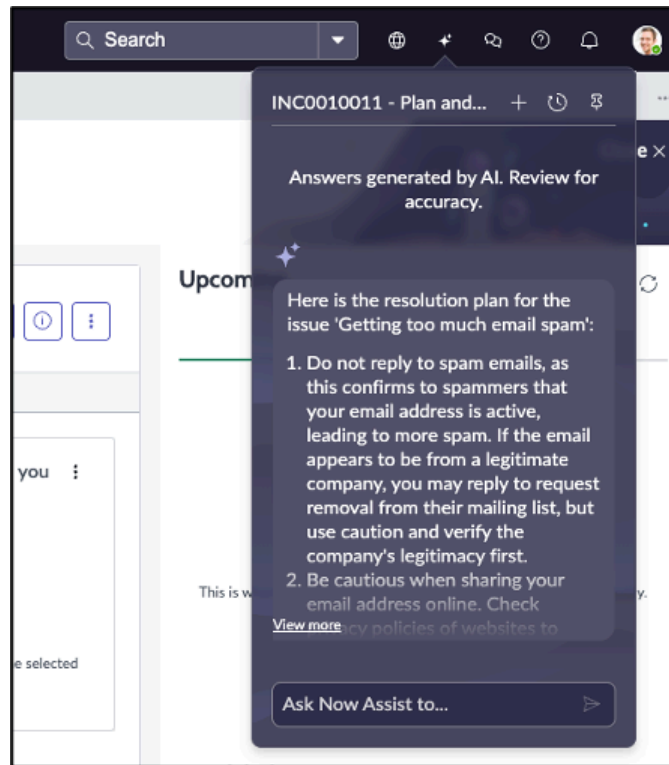 Search
INC0010011 - Plan and...
e
Answers generated by AI. Review for
accuracy.
Upcom
Here is the resolution plan for the
issue 'Getting too much email spam':
1. Do not reply to spam emails, as
this confirms to spammers that
your email address is active,
leading to more spam. If the email
appears to be from a legitimate
company, you may reply to request
removal from their mailing list, but
use caution and verify the
company's legitimacy first.
2. Be cautious when sharing your
email address online. Check
privacy policies of websites to
View more
you
This is w
y.
e selected
Ask Now Assist to...